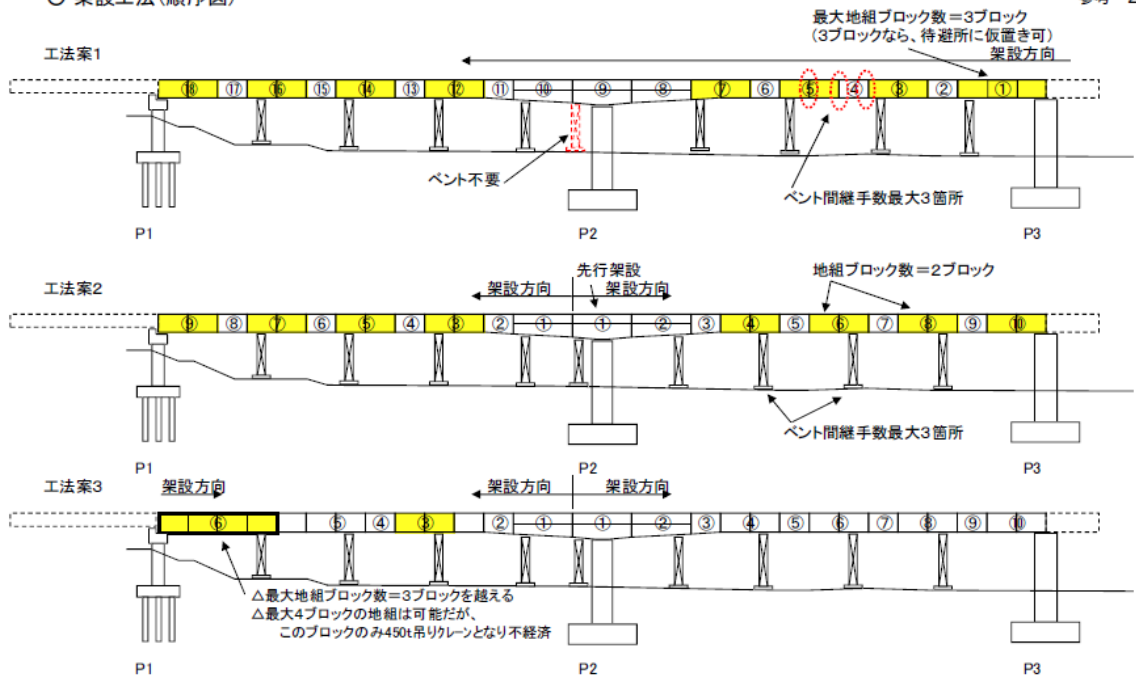 ○ 架設工法(順序図)
参考 2
最大地組ブロック数=3ブロック
(3ブロックなら、待避所に仮置き可)
工法案1
架設方向
⑱ ⑰ ⑯ ⑮ ⑭ ⑬ ⑫ ⑪ ⑩ ⑨ ⑧ ⑦ ⑥ ⑤ ④ ③ ② ①
ベント不要
ベント間継手数最大3箇所
P1 P2 P3
先行架設
地組ブロック数=2ブロック
工法案2
架設方向 架設方向
⑨ ⑧ ⑦ ⑥ ⑤ ④ ③ ② ① ① ② ③ ④ ⑤ ⑥ ⑦ ⑧ ⑨ ⑩
ベント間継手数最大3箇所
P1 P2 P3
工法案3
架設方向 架設方向 架設方向
⑥ ⑤ ④ ③ ② ① ① ② ③ ④ ⑤ ⑥ ⑦ ⑧ ⑨ ⑩
△最大地組ブロック数=3ブロックを越える
△最大4ブロックの地組は可能だが、
このブロックのみ450t吊りクレーンとなり不経済
P1 P2 P3